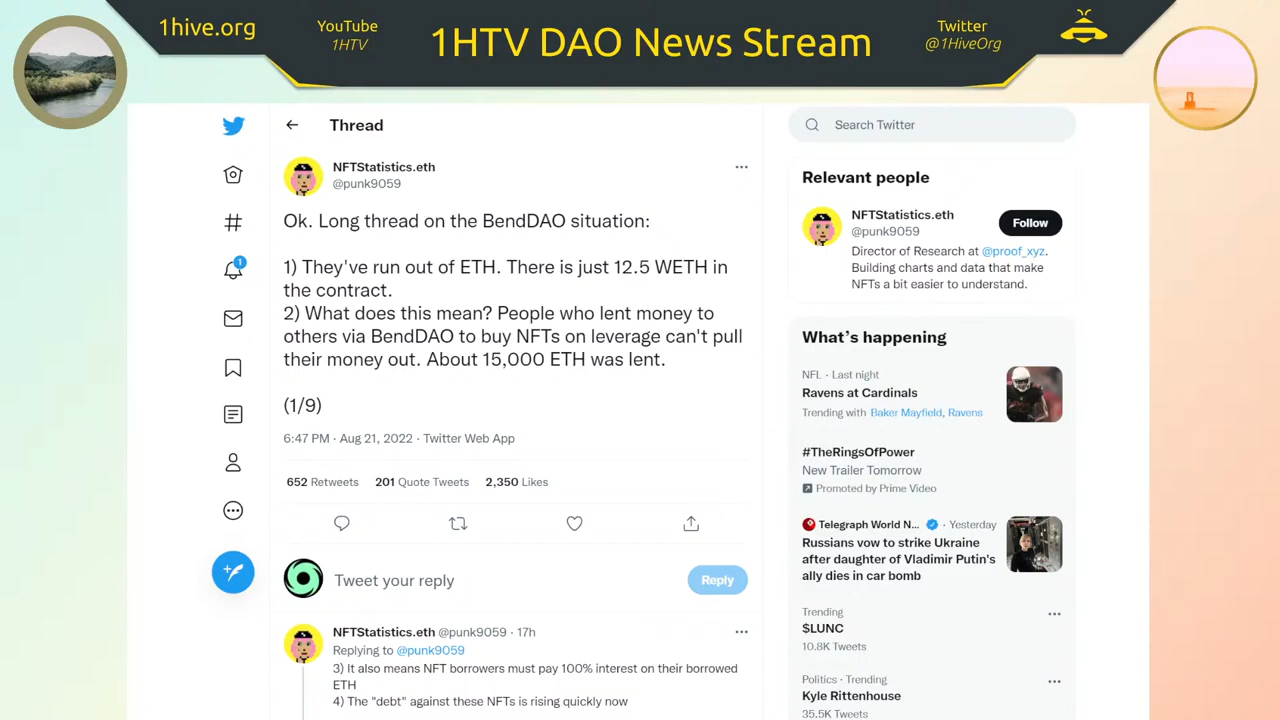 1hive.org
YouTube
1HTV
1HTV DAO News Stream
Twitter
@1HiveOrg
Thread
Search Twitter
NFTStatistics.eth
@punk9059
Ok. Long thread on the BendDAO situation:
1) They've run out of ETH. There is just 12.5 WETH in
the contract.
2) What does this mean? People who lent money to
others via BendDAO to buy NFTs on leverage can't pull
their money out. About 15,000 ETH was lent.
(1/9)
6:47 PM · Aug 21, 2022 · Twitter Web App
652 Retweets 201 Quote Tweets 2,350 Likes
Tweet your reply
Reply
NFTStatistics.eth @punk9059 · 17h
Replying to @punk9059
3) It also means NFT borrowers must pay 100% interest on their borrowed
ETH
4) The "debt" against these NFTs is rising quickly now
1
Relevant people
NFTStatistics.eth
@punk9059
Follow
Director of Research at @proof_xyz.
Building charts and data that make
NFTs a bit easier to understand.
What's happening
NFL · Last night
Ravens at Cardinals
Trending with Baker Mayfield, Ravens
#TheRingsOfPower
New Trailer Tomorrow
Promoted by Prime Video
Telegraph World N... · Yesterday
Russians vow to strike Ukraine
after daughter of Vladimir Putin's
ally dies in car bomb
Trending
$LUNC
10.8K Tweets
Politics · Trending
Kyle Rittenhouse
35.5K Tweets